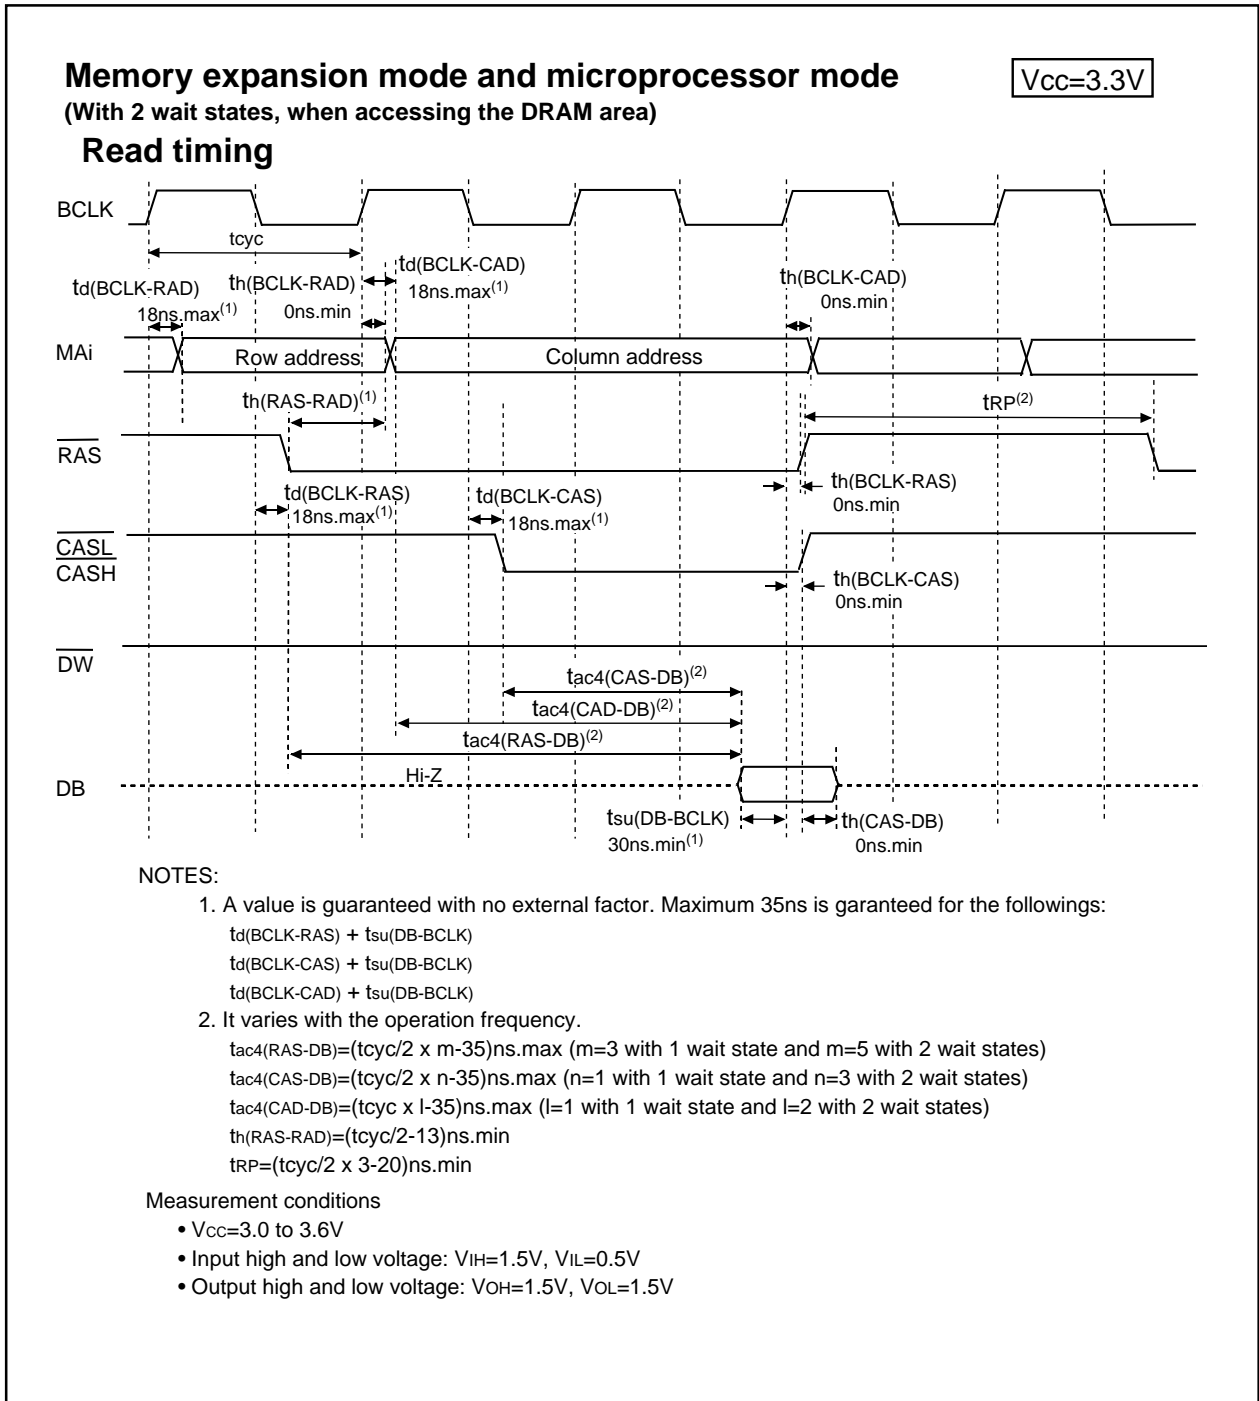 Memory expansion mode and microprocessor mode
Vcc=3.3V
(With 2 wait states, when accessing the DRAM area)
Read timing
BCLK
tcyc
td(BCLK-RAD)
18ns.max(1)
th(BCLK-RAD)
0ns.min
td(BCLK-CAD)
18ns.max(1)
th(BCLK-CAD)
0ns.min
MAi
Row address
Column address
th(RAS-RAD)(1)
tRP(2)
RAS
td(BCLK-RAS)
18ns.max(1)
td(BCLK-CAS)
18ns.max(1)
th(BCLK-RAS)
0ns.min
CASL
CASH
th(BCLK-CAS)
0ns.min
DW
tac4(CAS-DB)(2)
tac4(CAD-DB)(2)
tac4(RAS-DB)(2)
Hi-Z
DB
tsu(DB-BCLK)
30ns.min(1)
th(CAS-DB)
0ns.min
NOTES:
1. A value is guaranteed with no external factor. Maximum 35ns is garanteed for the followings:
td(BCLK-RAS) + tsu(DB-BCLK)
td(BCLK-CAS) + tsu(DB-BCLK)
td(BCLK-CAD) + tsu(DB-BCLK)
2. It varies with the operation frequency.
tac4(RAS-DB)=(tcyc/2 x m-35)ns.max (m=3 with 1 wait state and m=5 with 2 wait states)
tac4(CAS-DB)=(tcyc/2 x n-35)ns.max (n=1 with 1 wait state and n=3 with 2 wait states)
tac4(CAD-DB)=(tcyc x l-35)ns.max (l=1 with 1 wait state and l=2 with 2 wait states)
th(RAS-RAD)=(tcyc/2-13)ns.min
tRP=(tcyc/2 x 3-20)ns.min
Measurement conditions
• VCC=3.0 to 3.6V
• Input high and low voltage: VIH=1.5V, VIL=0.5V
• Output high and low voltage: VOH=1.5V, VOL=1.5V